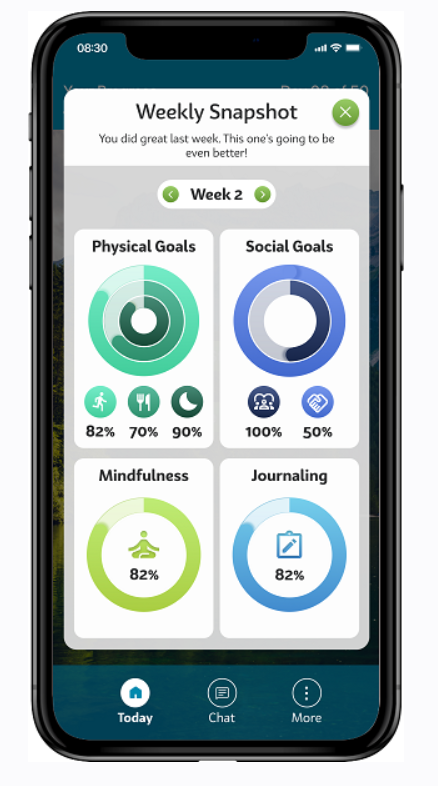 08:30
Weekly Snapshot
You did great last week. This one's going to be
even better!
Week 2
Physical Goals
Social Goals
82% 70% 90%
100% 50%
Mindfulness
Journaling
82%
82%
Today
Chat
More